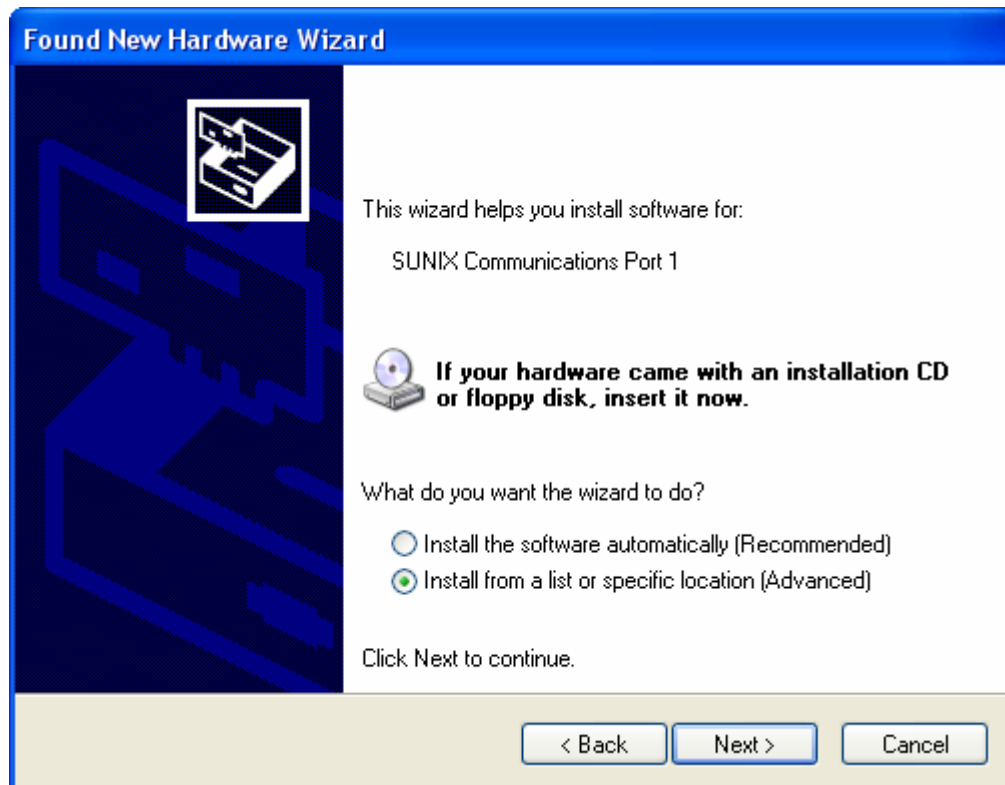 Found New Hardware Wizard
This wizard helps you install software for:
SUNIX Communications Port 1
If your hardware came with an installation CD
or floppy disk, insert it now.
What do you want the wizard to do?
Install the software automatically (Recommended)
Install from a list or specific location (Advanced)
Click Next to continue.
< Back Next > Cancel